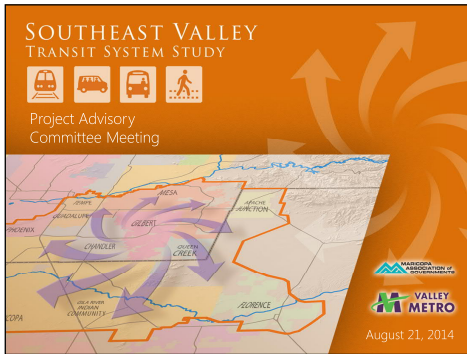 SOUTHEAST VALLEY
TRANSIT SYSTEM STUDY
Project Advisory
Committee Meeting
TEMPE
MESA
APACHE
JUNCTION
GUADALUPE
PHOENIX
GILBERT
CHANDLER
QUEEN
CREEK
GILA RIVER
INDIAN
COMMUNITY
FLORENCE
COPA
MARICOPA
ASSOCIATION of
GOVERNMENTS
VALLEY
METRO
August 21, 2014